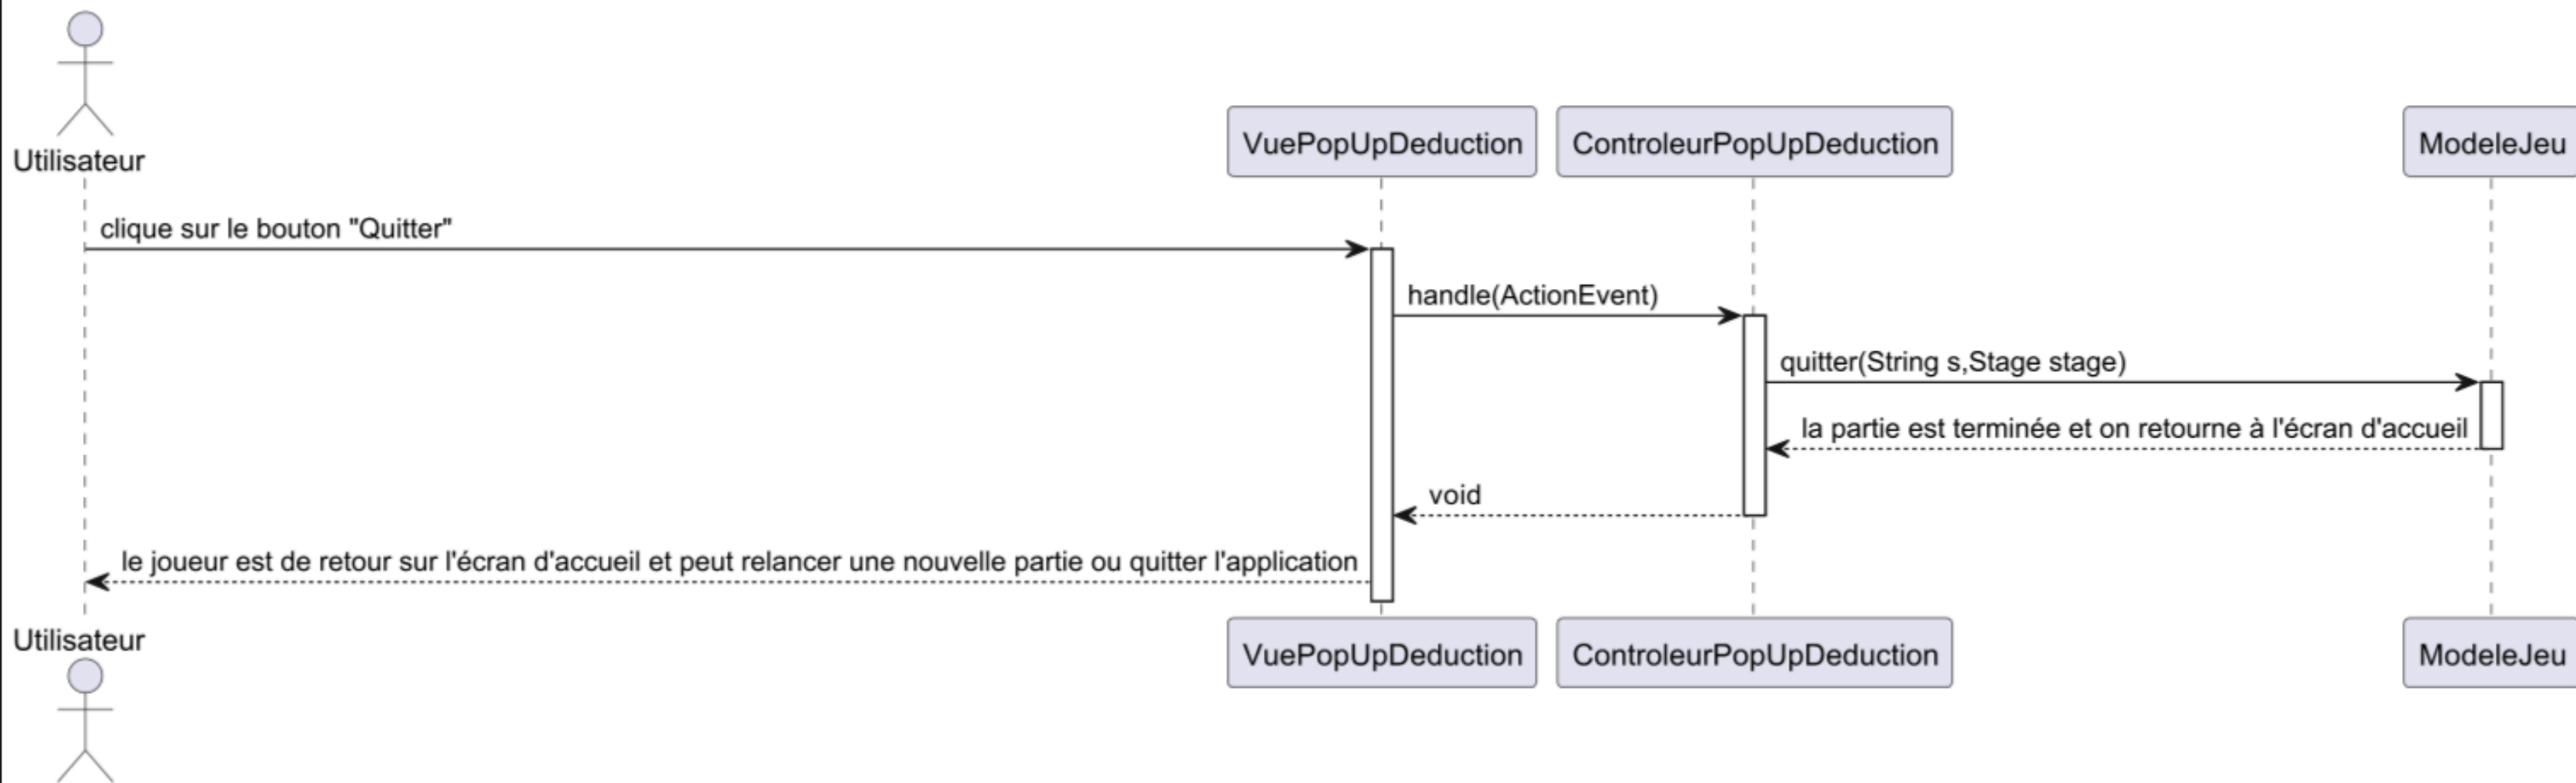 Utilisateur
VuePopUpDeduction
ControleurPopUpDeduction
ModeleJeu
clique sur le bouton "Quitter"
handle(ActionEvent)
quitter(String s,Stage stage)
la partie est terminée et on retourne à l'écran d'accueil
void
le joueur est de retour sur l'écran d'accueil et peut relancer une nouvelle partie ou quitter l'application
Utilisateur
VuePopUpDeduction
ControleurPopUpDeduction
ModeleJeu